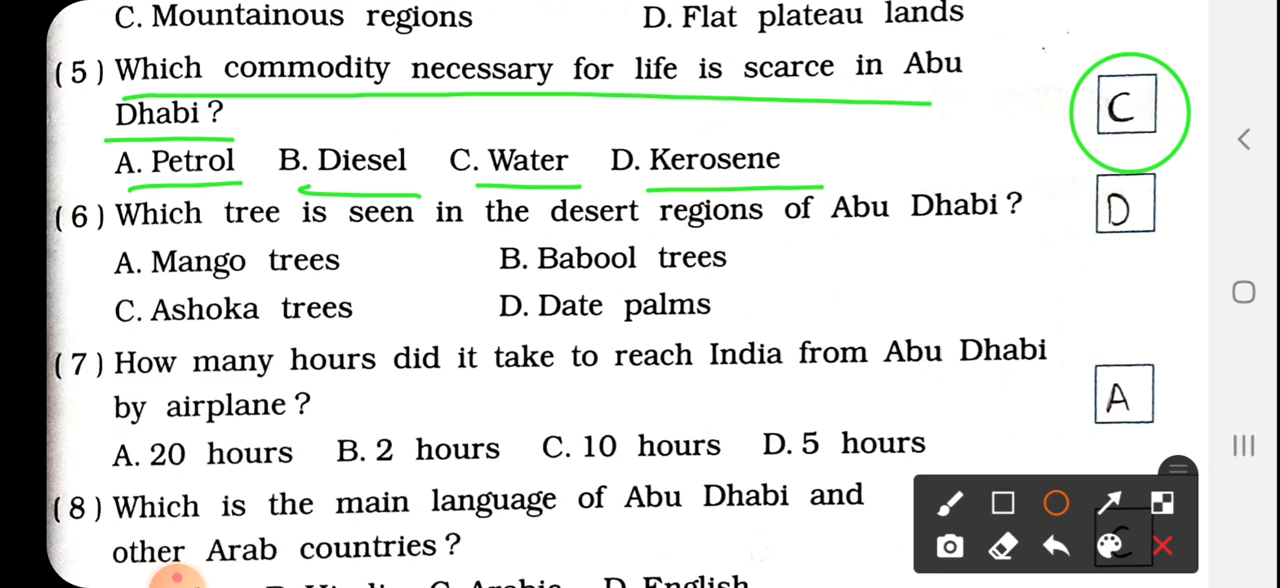 C. Mountainous regions D. Flat plateau lands
(5) Which commodity necessary for life is scarce in Abu
Dhabi ?
C
A. Petrol B. Diesel C. Water D. Kerosene
(6) Which tree is seen in the desert regions of Abu Dhabi ?
D
A. Mango trees B. Babool trees
C. Ashoka trees D. Date palms
(7) How many hours did it take to reach India from Abu Dhabi
by airplane ?
A
A. 20 hours B. 2 hours C. 10 hours D. 5 hours
(8) Which is the main language of Abu Dhabi and
other Arab countries ?
C
C. Arabic D. English